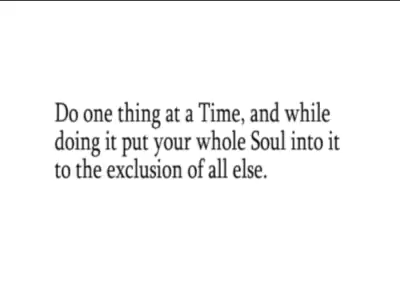 Do one thing at a Time, and while
doing it put your whole Soul into it
to the exclusion of all else.